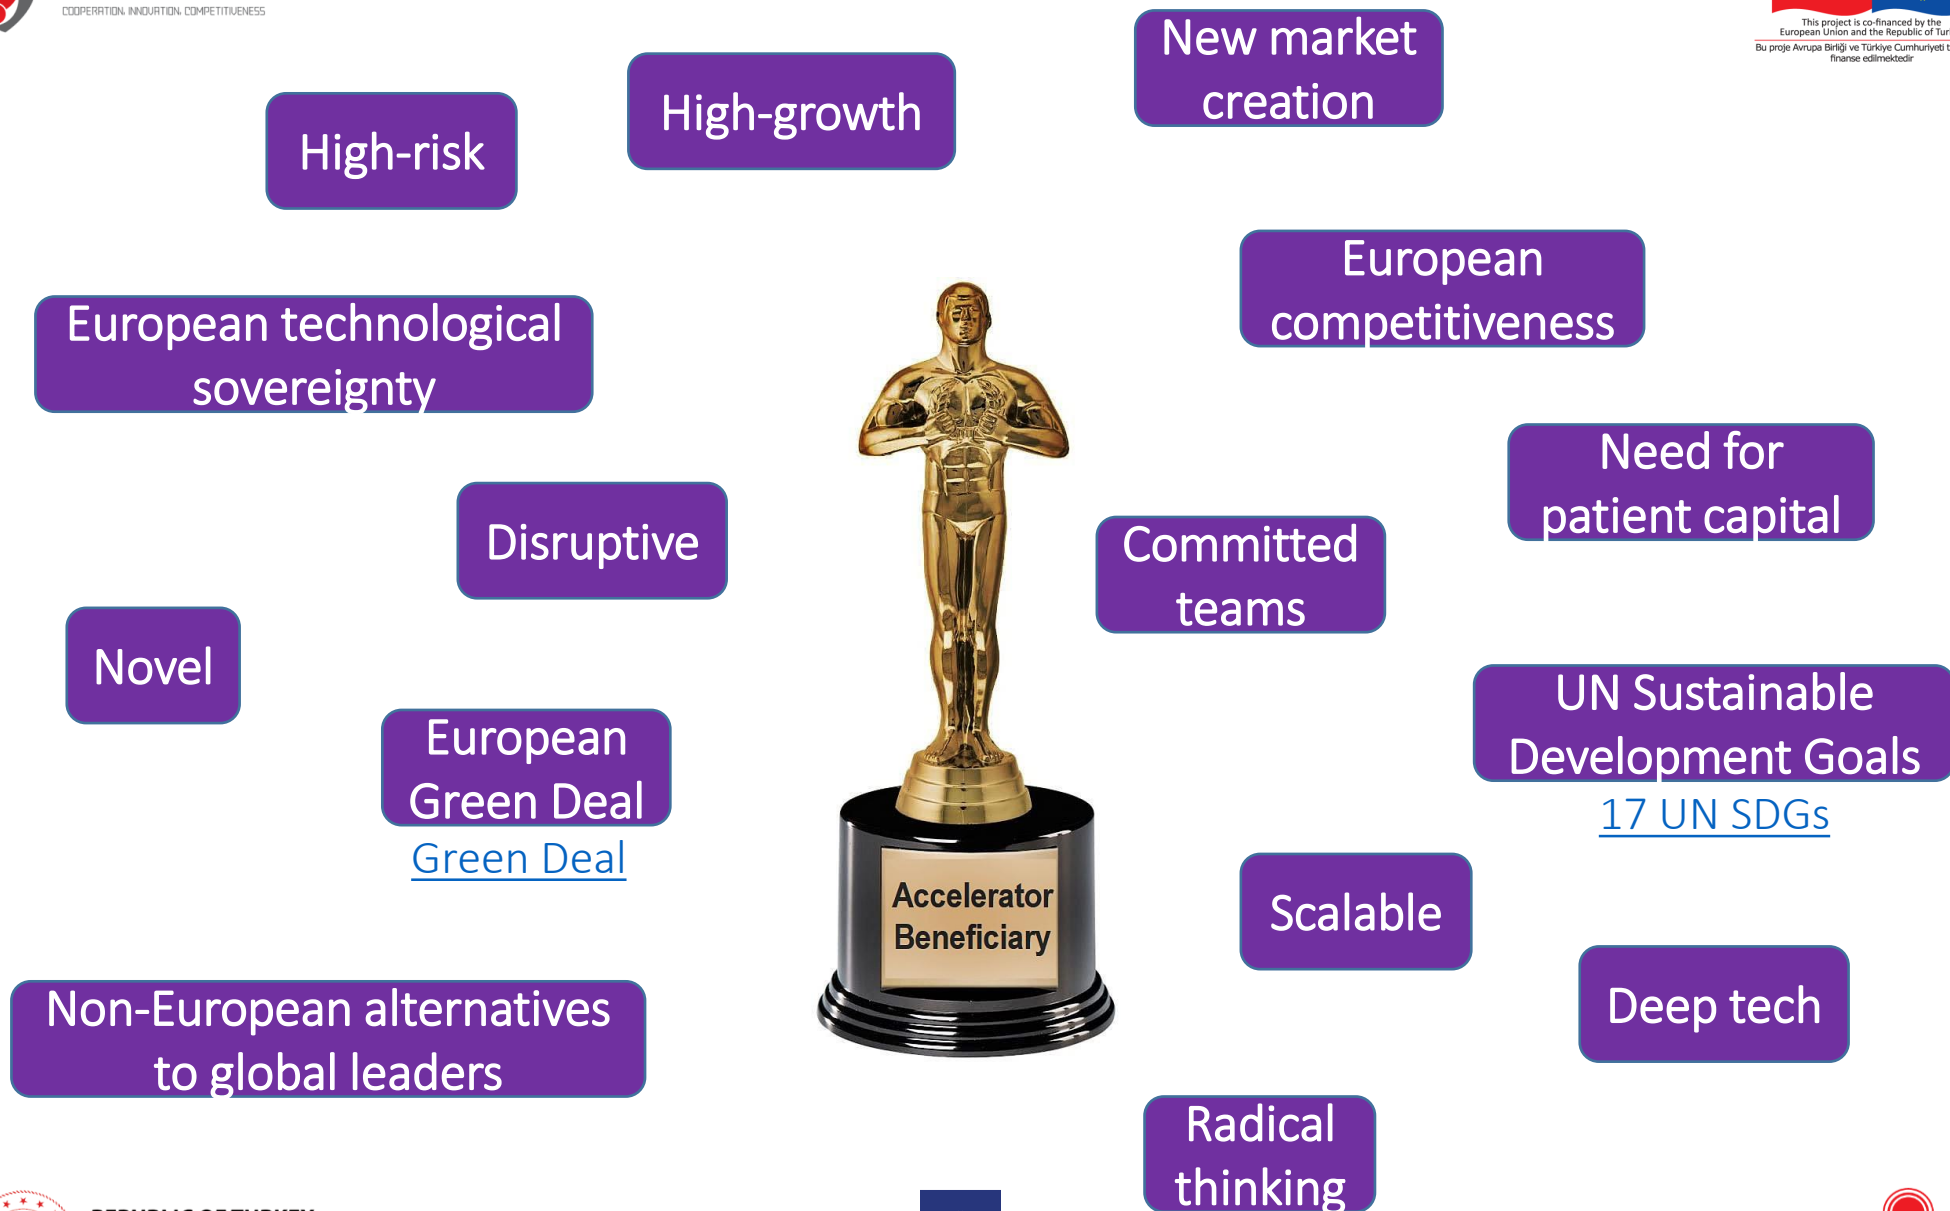 COOPERATION, INNOVATION, COMPETITIVENESS
This project is co-financed by the
European Union and the Republic of Tur
Bu proje Avrupa Birliği ve Türkiye Cumhuriyeti t
finanse edilmektedir
New market
creation
High-growth
High-risk
European
competitiveness
European technological
sovereignty
Need for
patient capital
Disruptive
Committed
teams
Novel
UN Sustainable
Development Goals
17 UN SDGs
European
Green Deal
Green Deal
Accelerator
Beneficiary
Scalable
Deep tech
Non-European alternatives
to global leaders
Radical
thinking
REPUBLIC OF TURKEY